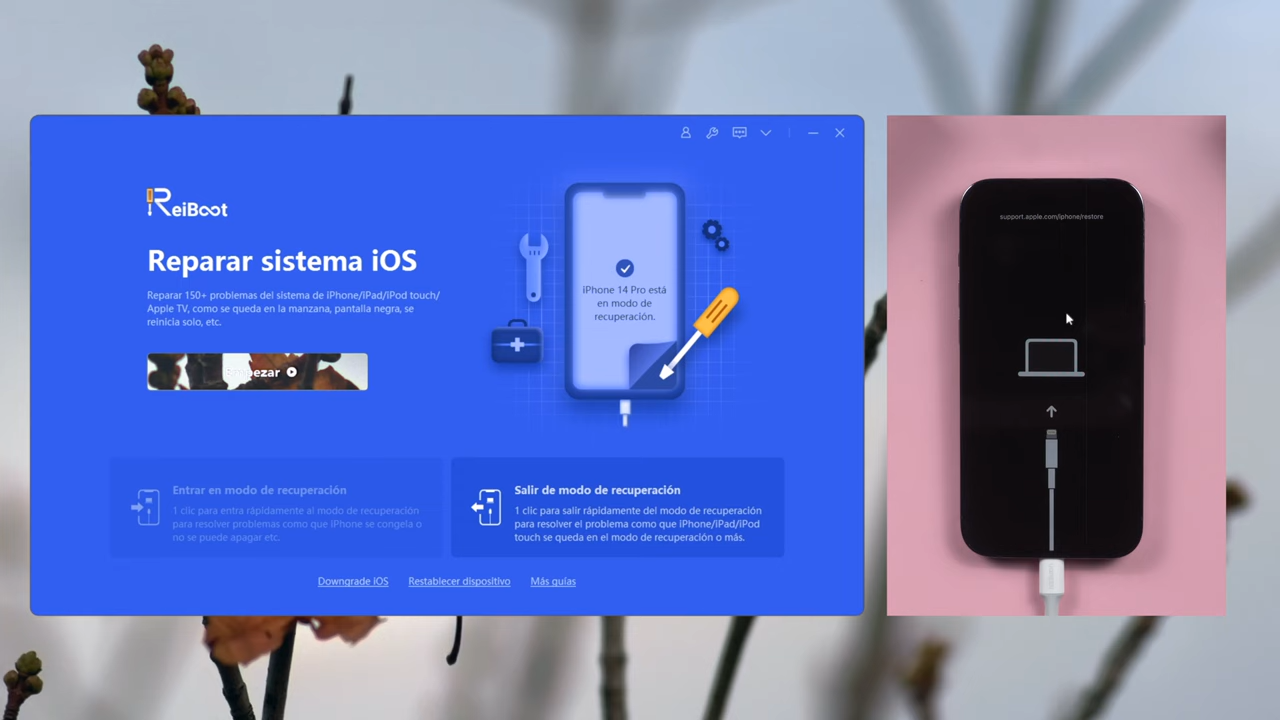 ReiBoot
Reparar sistema iOS
Reparar 150+ problemas del sistema de iPhone/iPad/iPod touch/
Apple TV, como se queda en la manzana, pantalla negra, se
reinicia solo, etc.
Empezar
iPhone 14 Pro está
en modo de
recuperación.
Entrar en modo de recuperación
1 clic para entra rápidamente al modo de recuperación
para resolver problemas como que iPhone se congela o
no se puede apagar etc.
Salir de modo de recuperación
1 clic para salir rápidamente del modo de recuperación
para resolver el problema como que iPhone/iPad/iPod
touch se queda en el modo de recuperación o más.
Downgrade iOS
Restablecer dispositivo
Más guías
support.apple.com/iphone/restore